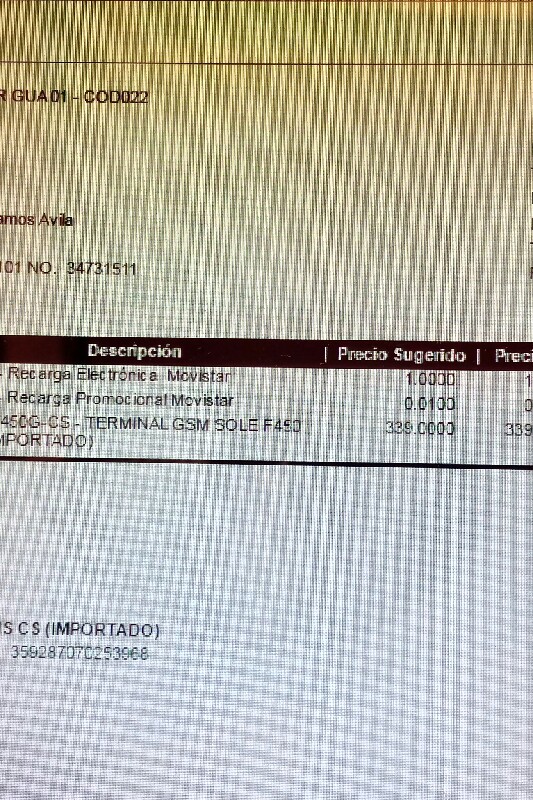 R GUA01 - COD022
amos Avila
101 NO. 34731511
Descripción | Precio Sugerido | Preci
- Recarga Electrónica Movistar 1.0000 1
- Recarga Promocional Movistar 0.0100 0
450G-CS - TERMINAL GSM SOLE F450 339.0000 339
MPORTADO)
IS CS (IMPORTADO)
359287070253968